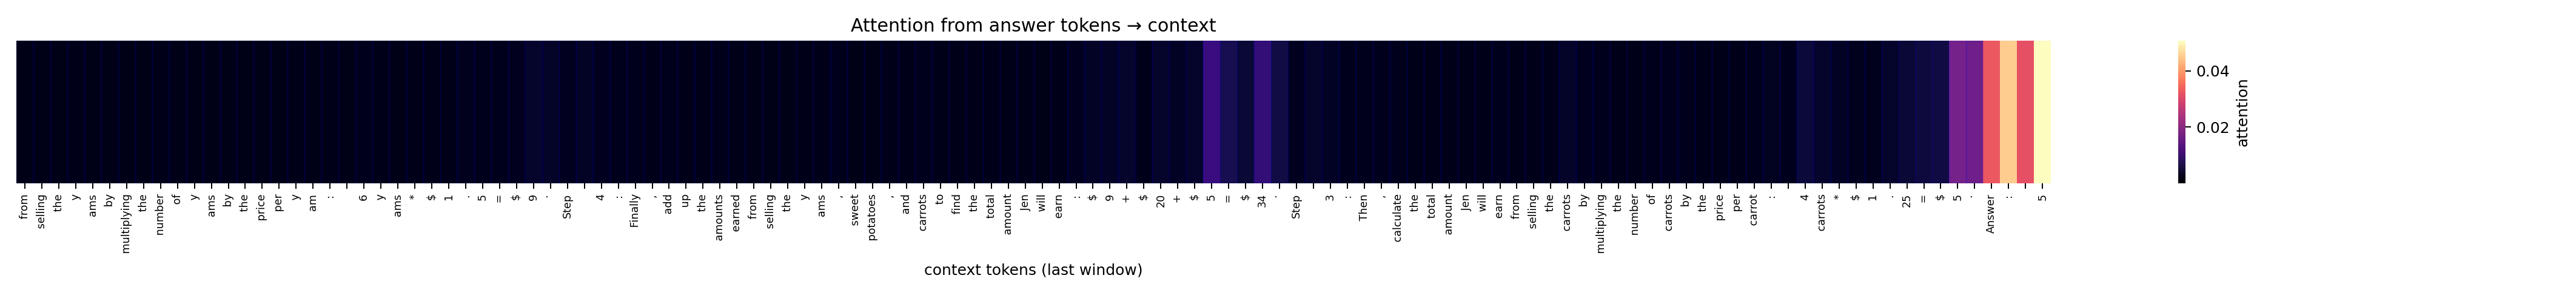 Attention from answer tokens → context
from selling the y ams by multiplying the number of y ams by the price per y am : 6 y ams * $ 1 . 5 = $ 9 . Step 4 : Finally , add up the amounts earned from selling the y ams , sweet potatoes , and carrots to find the total amount Jen will earn : $ 9 + $ 20 + $ 5 = $ 34 . Step 3 : Then , calculate the total amount Jen will earn from selling the carrots by multiplying the number of carrots by the price per carrot : 4 carrots * $ 1 . 25 = $ 5 . Answer : 5
context tokens (last window)
0.04
0.02
attention